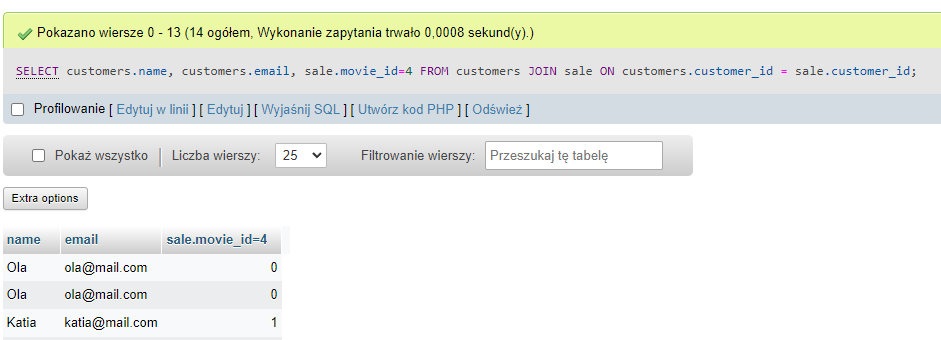 Pokazano wiersze 0 - 13 (14 ogółem, Wykonanie zapytania trwało 0,0008 sekund(y).)
SELECT customers.name, customers.email, sale.movie_id=4 FROM customers JOIN sale ON customers.customer_id = sale.customer_id;
Profilowanie [ Edytuj w linii ] [ Edytuj ] [ Wyjaśnij SQL ] [ Utwórz kod PHP ] [ Odśwież ]
Pokaż wszystko | Liczba wierszy: 25 Filtrowanie wierszy: Przeszukaj tę tabelę
Extra options
name email sale.movie_id=4
Ola ola@mail.com 0
Ola ola@mail.com 0
Katia katia@mail.com 1